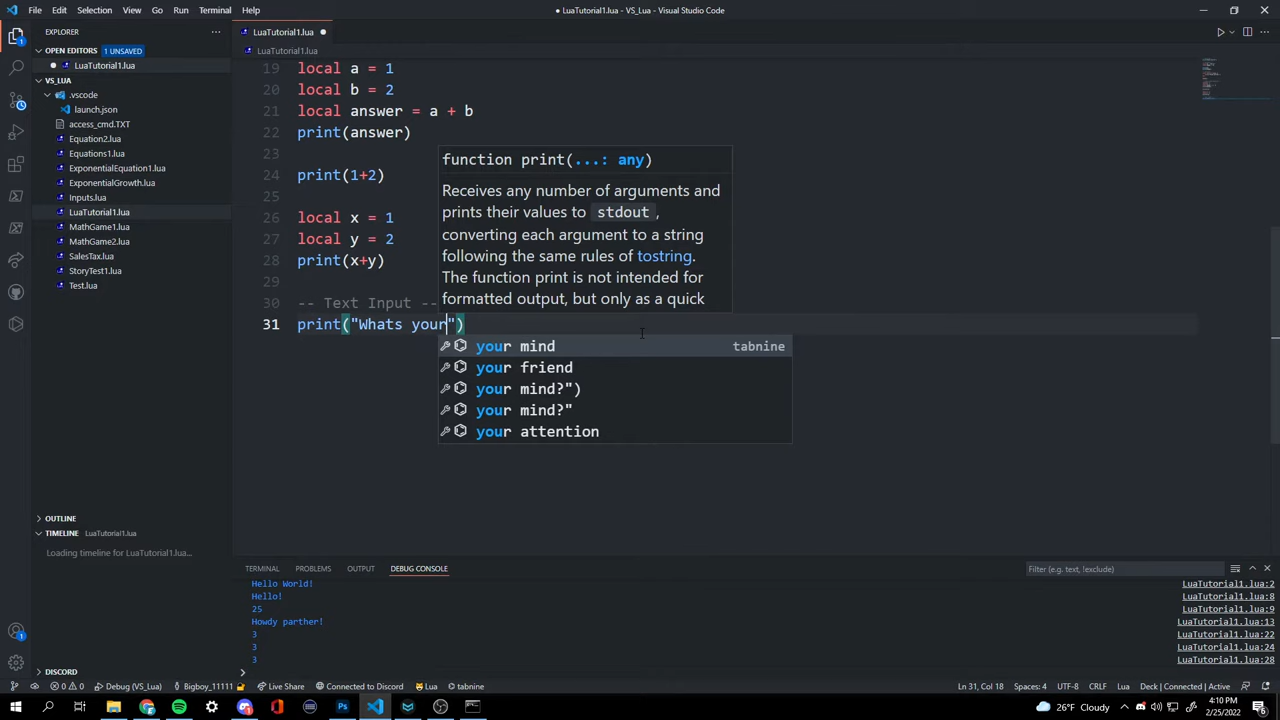 File Edit Selection View Go Run Terminal Help
● LuaTutorial1.lua - VS_Lua - Visual Studio Code
EXPLORER
OPEN EDITORS 1 UNSAVED
LuaTutorial1.lua
VS_LUA
.vscode
launch.json
access_cmd.TXT
Equation2.lua
Equations1.lua
ExponentialEquation1.lua
ExponentialGrowth.lua
Inputs.lua
LuaTutorial1.lua
MathGame1.lua
MathGame2.lua
SalesTax.lua
StoryTest1.lua
Test.lua
OUTLINE
TIMELINE LuaTutorial1.lua
Loading timeline for LuaTutorial1.lua...
DISCORD
LuaTutorial1.lua
LuaTutorial1.lua
19 local a = 1
20 local b = 2
21 local answer = a + b
22 print(answer)
23
24 print(1+2)
25
26 local x = 1
27 local y = 2
28 print(x+y)
29
30 -- Text Input --
31 print("Whats your")
function print(...: any)
Receives any number of arguments and
prints their values to stdout,
converting each argument to a string
following the same rules of tostring.
The function print is not intended for
formatted output, but only as a quick
your mind tabnine
your friend
your mind?")
your mind?"
your attention
TERMINAL PROBLEMS OUTPUT DEBUG CONSOLE
Filter (e.g. text, !exclude)
Hello World! LuaTutorial1.lua:2
Hello! LuaTutorial1.lua:8
25 LuaTutorial1.lua:9
Howdy parther! LuaTutorial1.lua:13
3 LuaTutorial1.lua:22
3 LuaTutorial1.lua:24
3 LuaTutorial1.lua:28
0 0 Debug (VS_Lua) Bigboy_11111 Live Share Connected to Discord Lua tabnine Ln 31, Col 18 Spaces: 4 UTF-8 CRLF Lua Deck | Connected | Active
26°F Cloudy
4:10 PM
2/25/2022